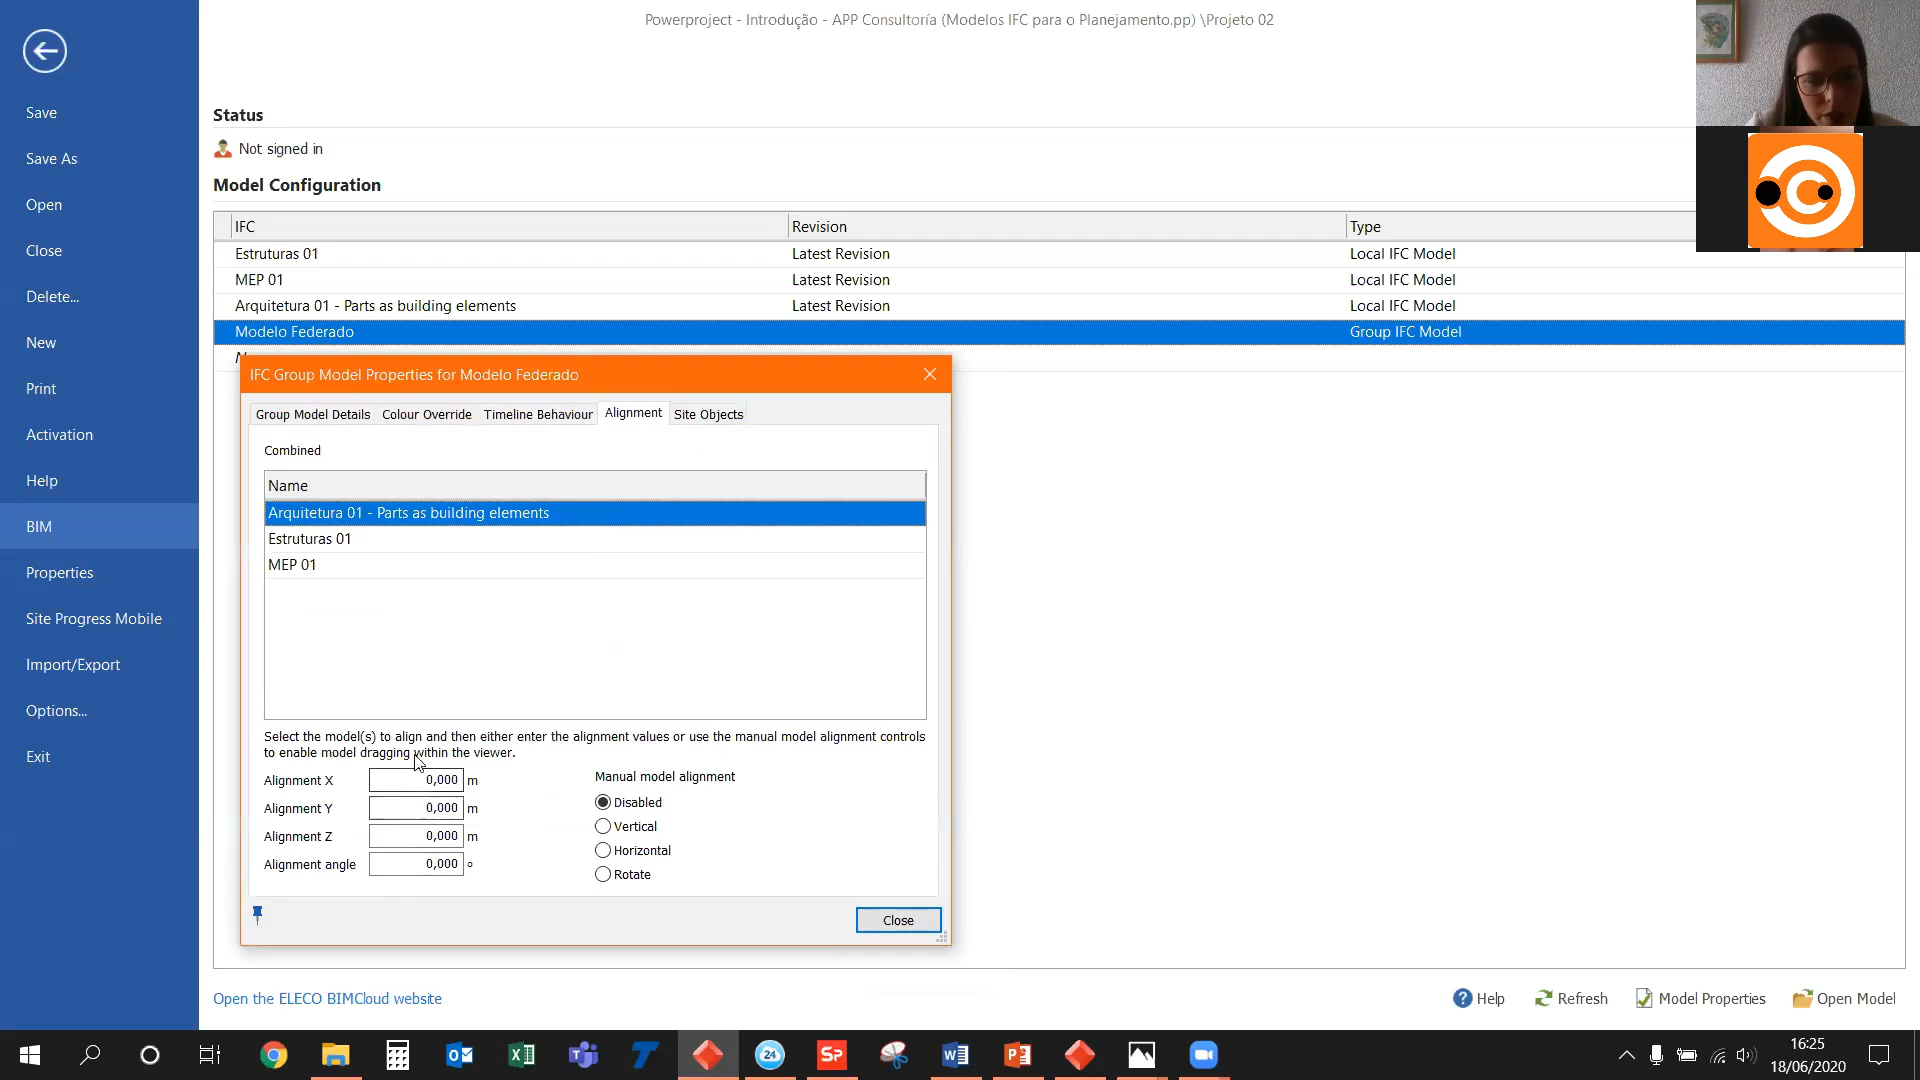 Powerproject - Introdução - APP Consultoría (Modelos IFC para o Planejamento.pp) \Projeto 02
Save
Save As
Open
Close
Delete...
New
Print
Activation
Help
BIM
Properties
Site Progress Mobile
Import/Export
Options...
Exit
Status
Not signed in
Model Configuration
IFC Revision Type
Estruturas 01 Latest Revision Local IFC Model
MEP 01 Latest Revision Local IFC Model
Arquitetura 01 - Parts as building elements Latest Revision Local IFC Model
Modelo Federado Group IFC Model
IFC Group Model Properties for Modelo Federado
Group Model Details Colour Override Timeline Behaviour Alignment Site Objects
Combined
Name
Arquitetura 01 - Parts as building elements
Estruturas 01
MEP 01
Select the model(s) to align and then either enter the alignment values or use the manual model alignment controls
to enable model dragging within the viewer.
Alignment X 0,000 m
Alignment Y 0,000 m
Alignment Z 0,000 m
Alignment angle 0,000 °
Manual model alignment
Disabled
Vertical
Horizontal
Rotate
Close
Open the ELECO BIMCloud website
Help Refresh Model Properties Open Model
24
SP
16:25
18/06/2020